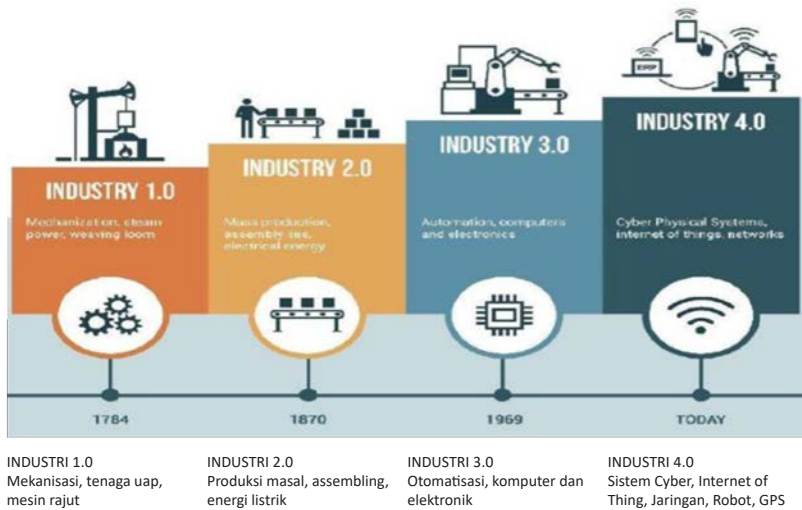 ERP
INDUSTRY 1.0
INDUSTRY 2.0
INDUSTRY 3.0
INDUSTRY 4.0
Mechanization, steam
power, weaving loom
Mass production,
assembly line,
electrical energy
Automation, computers
and electronics
Cyber Physical Systems,
internet of things, networks
1784
1870
1969
TODAY
INDUSTRI 1.0
Mekanisasi, tenaga uap,
mesin rajut
INDUSTRI 2.0
Produksi masal, assembling,
energi listrik
INDUSTRI 3.0
Otomatisasi, komputer dan
elektronik
INDUSTRI 4.0
Sistem Cyber, Internet of
Thing, Jaringan, Robot, GPS